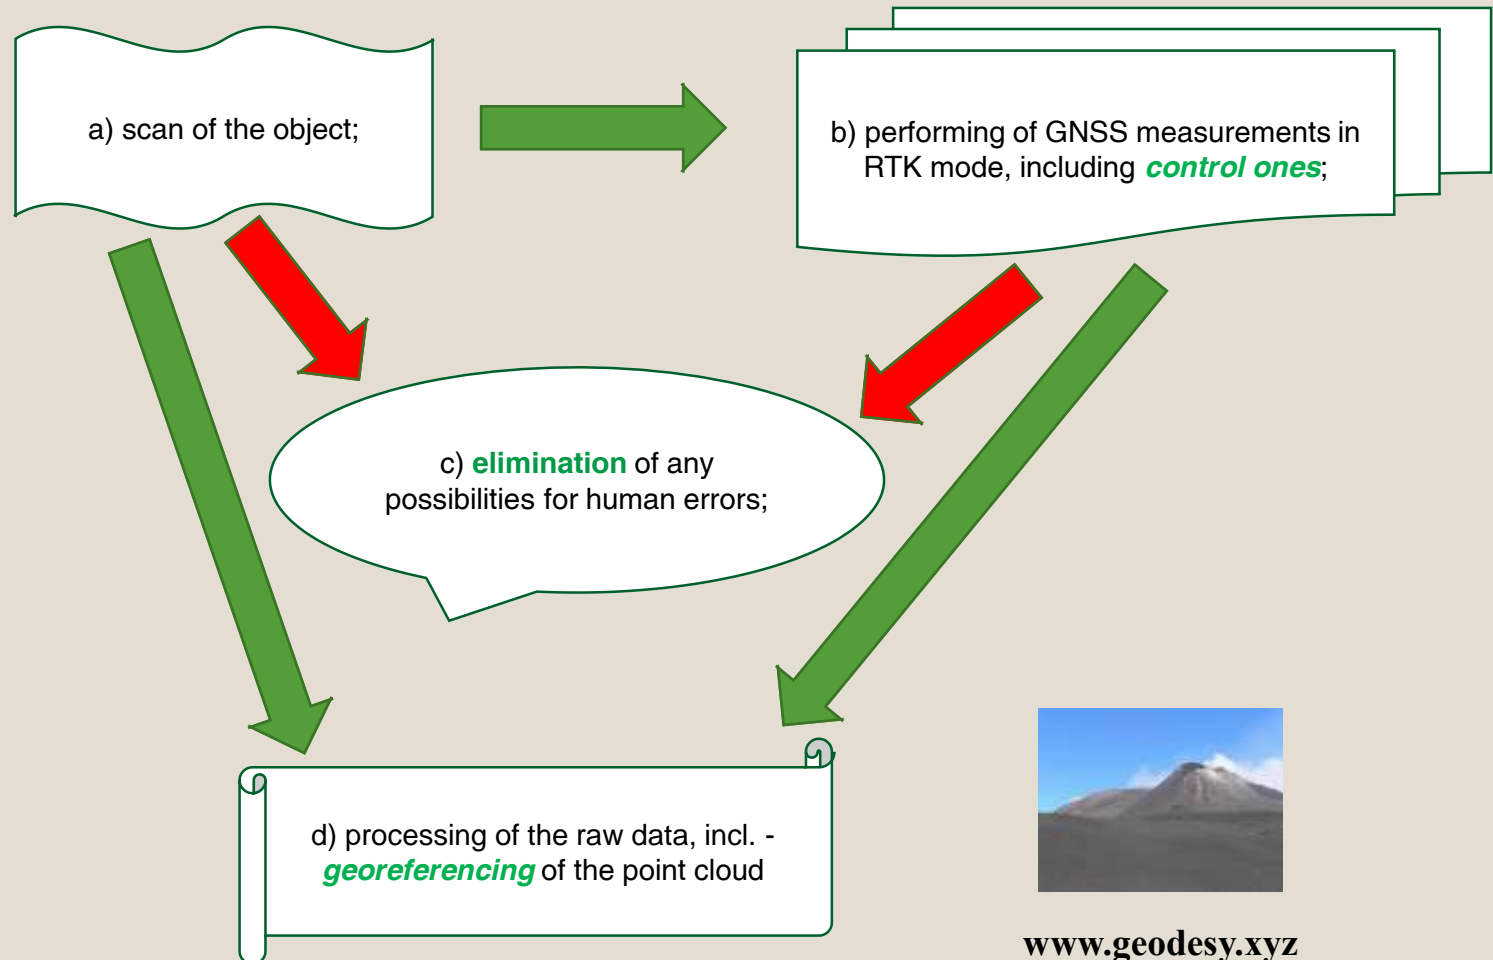 a) scan of the object;
b) performing of GNSS measurements in
RTK mode, including control ones;
c) elimination of any
possibilities for human errors;
d) processing of the raw data, incl. -
georeferencing of the point cloud
www.geodesy.xyz